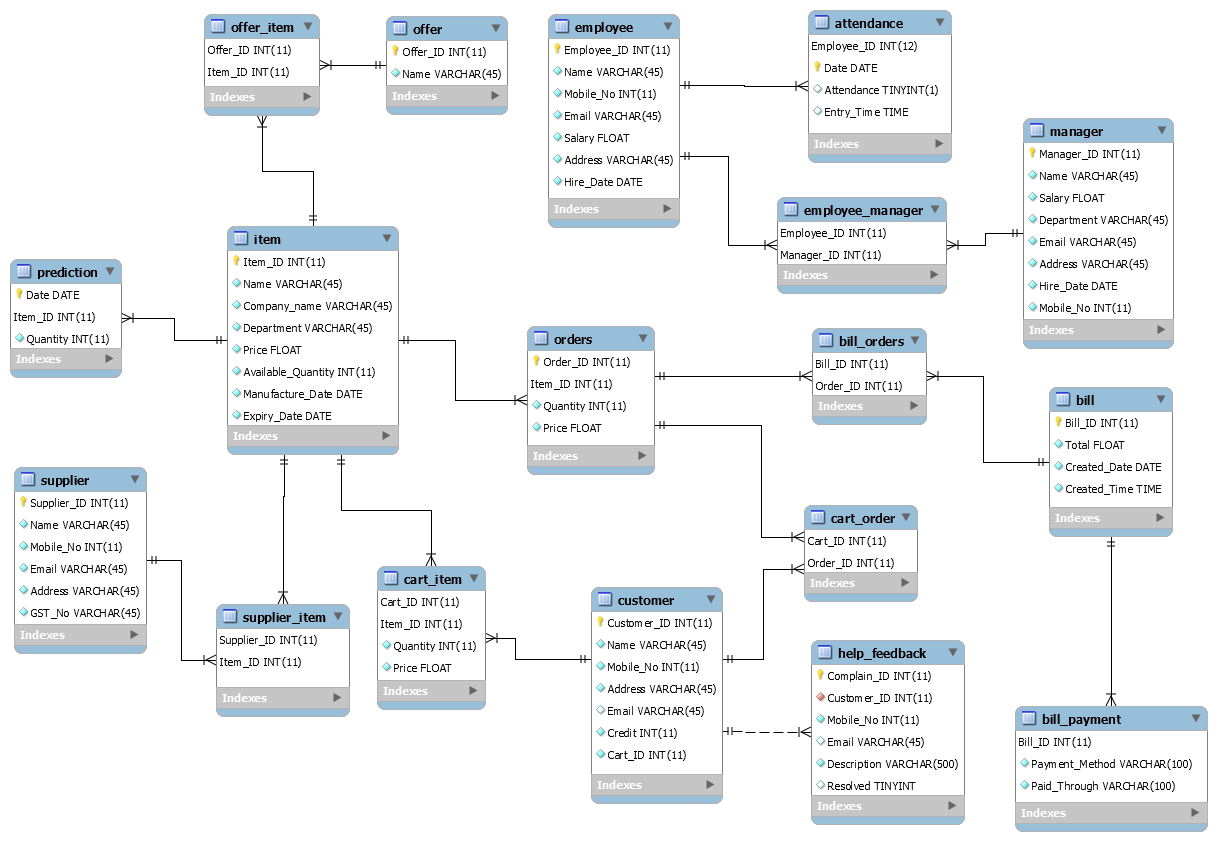 offer_item
Offer_ID INT(11)
Item_ID INT(11)
Indexes
offer
Offer_ID INT(11)
Name VARCHAR(45)
Indexes
employee
Employee_ID INT(11)
Name VARCHAR(45)
Mobile_No INT(11)
Email VARCHAR(45)
Salary FLOAT
Address VARCHAR(45)
Hire_Date DATE
Indexes
attendance
Employee_ID INT(12)
Date DATE
Attendance TINYINT(1)
Entry_Time TIME
Indexes
manager
Manager_ID INT(11)
Name VARCHAR(45)
Salary FLOAT
Department VARCHAR(45)
Email VARCHAR(45)
Address VARCHAR(45)
Hire_Date DATE
Mobile_No INT(11)
Indexes
employee_manager
Employee_ID INT(11)
Manager_ID INT(11)
Indexes
prediction
Date DATE
Item_ID INT(11)
Quantity INT(11)
Indexes
item
Item_ID INT(11)
Name VARCHAR(45)
Company_name VARCHAR(45)
Department VARCHAR(45)
Price FLOAT
Available_Quantity INT(11)
Manufacture_Date DATE
Expiry_Date DATE
Indexes
orders
Order_ID INT(11)
Item_ID INT(11)
Quantity INT(11)
Price FLOAT
Indexes
bill_orders
Bill_ID INT(11)
Order_ID INT(11)
Indexes
bill
Bill_ID INT(11)
Total FLOAT
Created_Date DATE
Created_Time TIME
Indexes
supplier
Supplier_ID INT(11)
Name VARCHAR(45)
Mobile_No INT(11)
Email VARCHAR(45)
Address VARCHAR(45)
GST_No VARCHAR(45)
Indexes
supplier_item
Supplier_ID INT(11)
Item_ID INT(11)
Indexes
cart_item
Cart_ID INT(11)
Item_ID INT(11)
Quantity INT(11)
Price FLOAT
Indexes
customer
Customer_ID INT(11)
Name VARCHAR(45)
Mobile_No INT(11)
Address VARCHAR(45)
Email VARCHAR(45)
Credit INT(11)
Cart_ID INT(11)
Indexes
cart_order
Cart_ID INT(11)
Order_ID INT(11)
Indexes
help_feedback
Complain_ID INT(11)
Customer_ID INT(11)
Mobile_No INT(11)
Email VARCHAR(45)
Description VARCHAR(500)
Resolved TINYINT
Indexes
bill_payment
Bill_ID INT(11)
Payment_Method VARCHAR(100)
Paid_Through VARCHAR(100)
Indexes